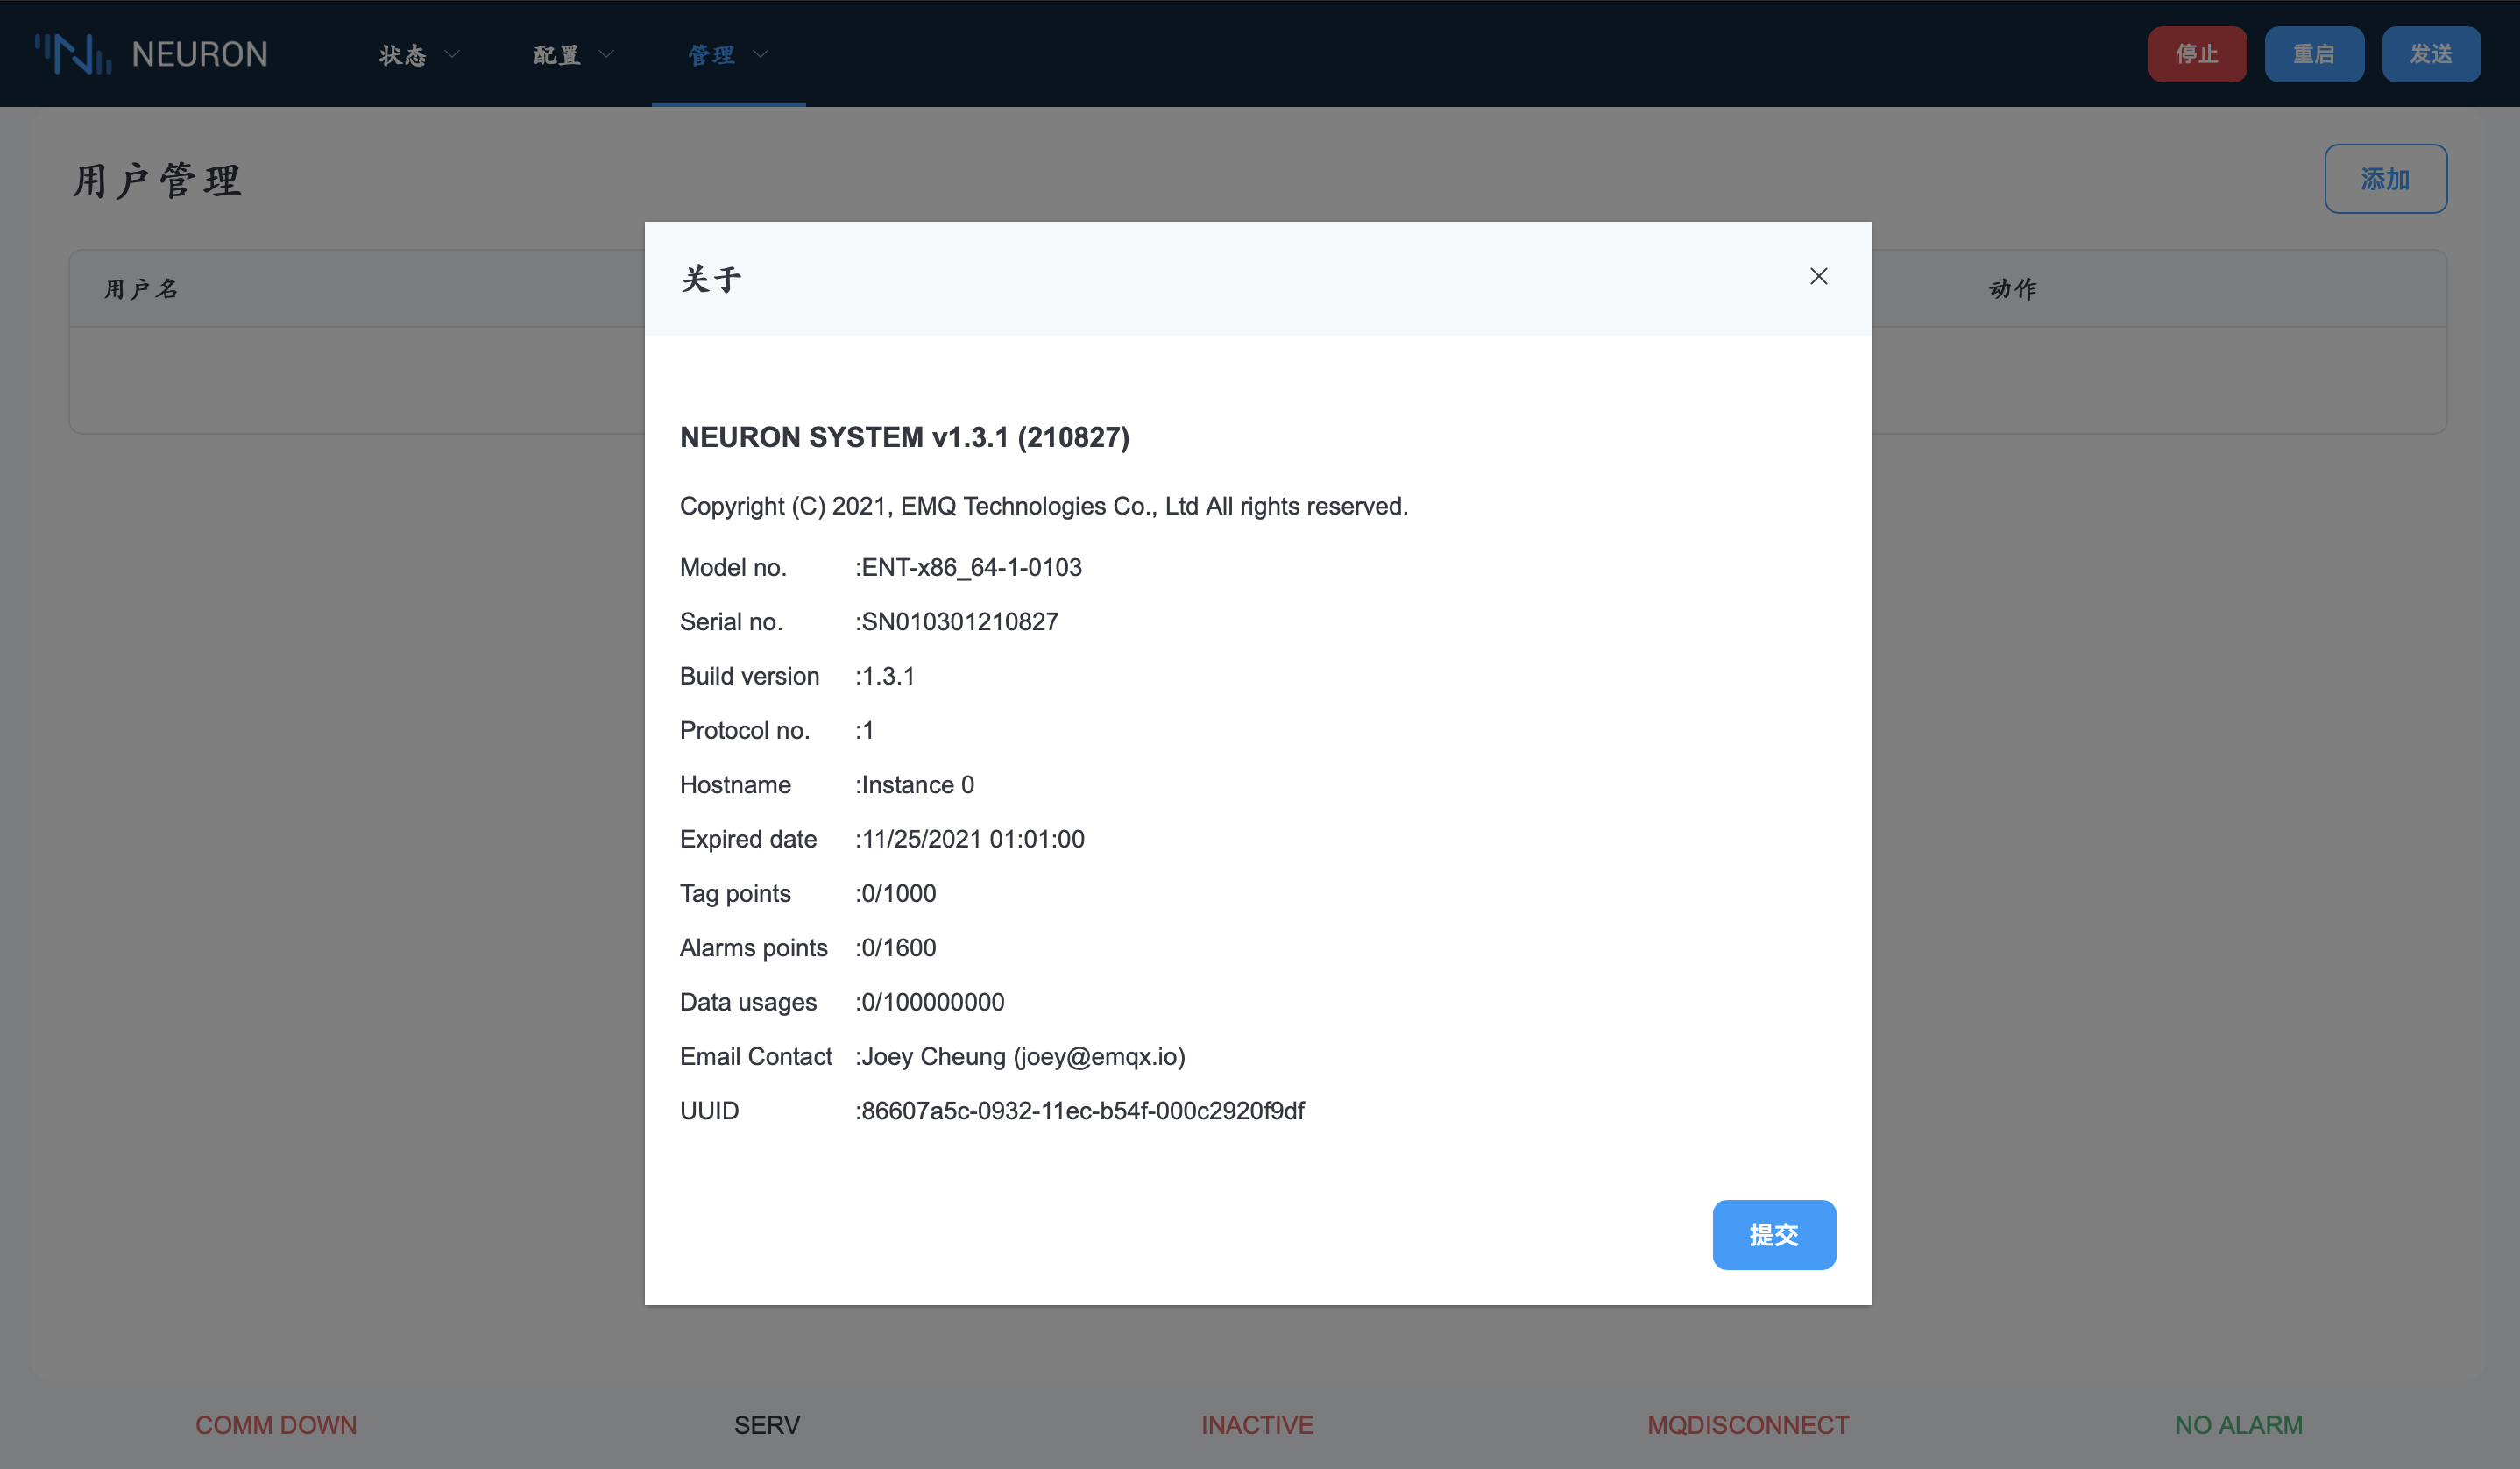 NEURON 状态 配置 管理 停止 重启 发送
用户管理 添加
用户名 动作
关于
NEURON SYSTEM v1.3.1 (210827)
Copyright (C) 2021, EMQ Technologies Co., Ltd All rights reserved.
Model no. :ENT-x86_64-1-0103
Serial no. :SN010301210827
Build version :1.3.1
Protocol no. :1
Hostname :Instance 0
Expired date :11/25/2021 01:01:00
Tag points :0/1000
Alarms points :0/1600
Data usages :0/100000000
Email Contact :Joey Cheung (joey@emqx.io)
UUID :86607a5c-0932-11ec-b54f-000c2920f9df
提交
COMM DOWN SERV INACTIVE MQDISCONNECT NO ALARM